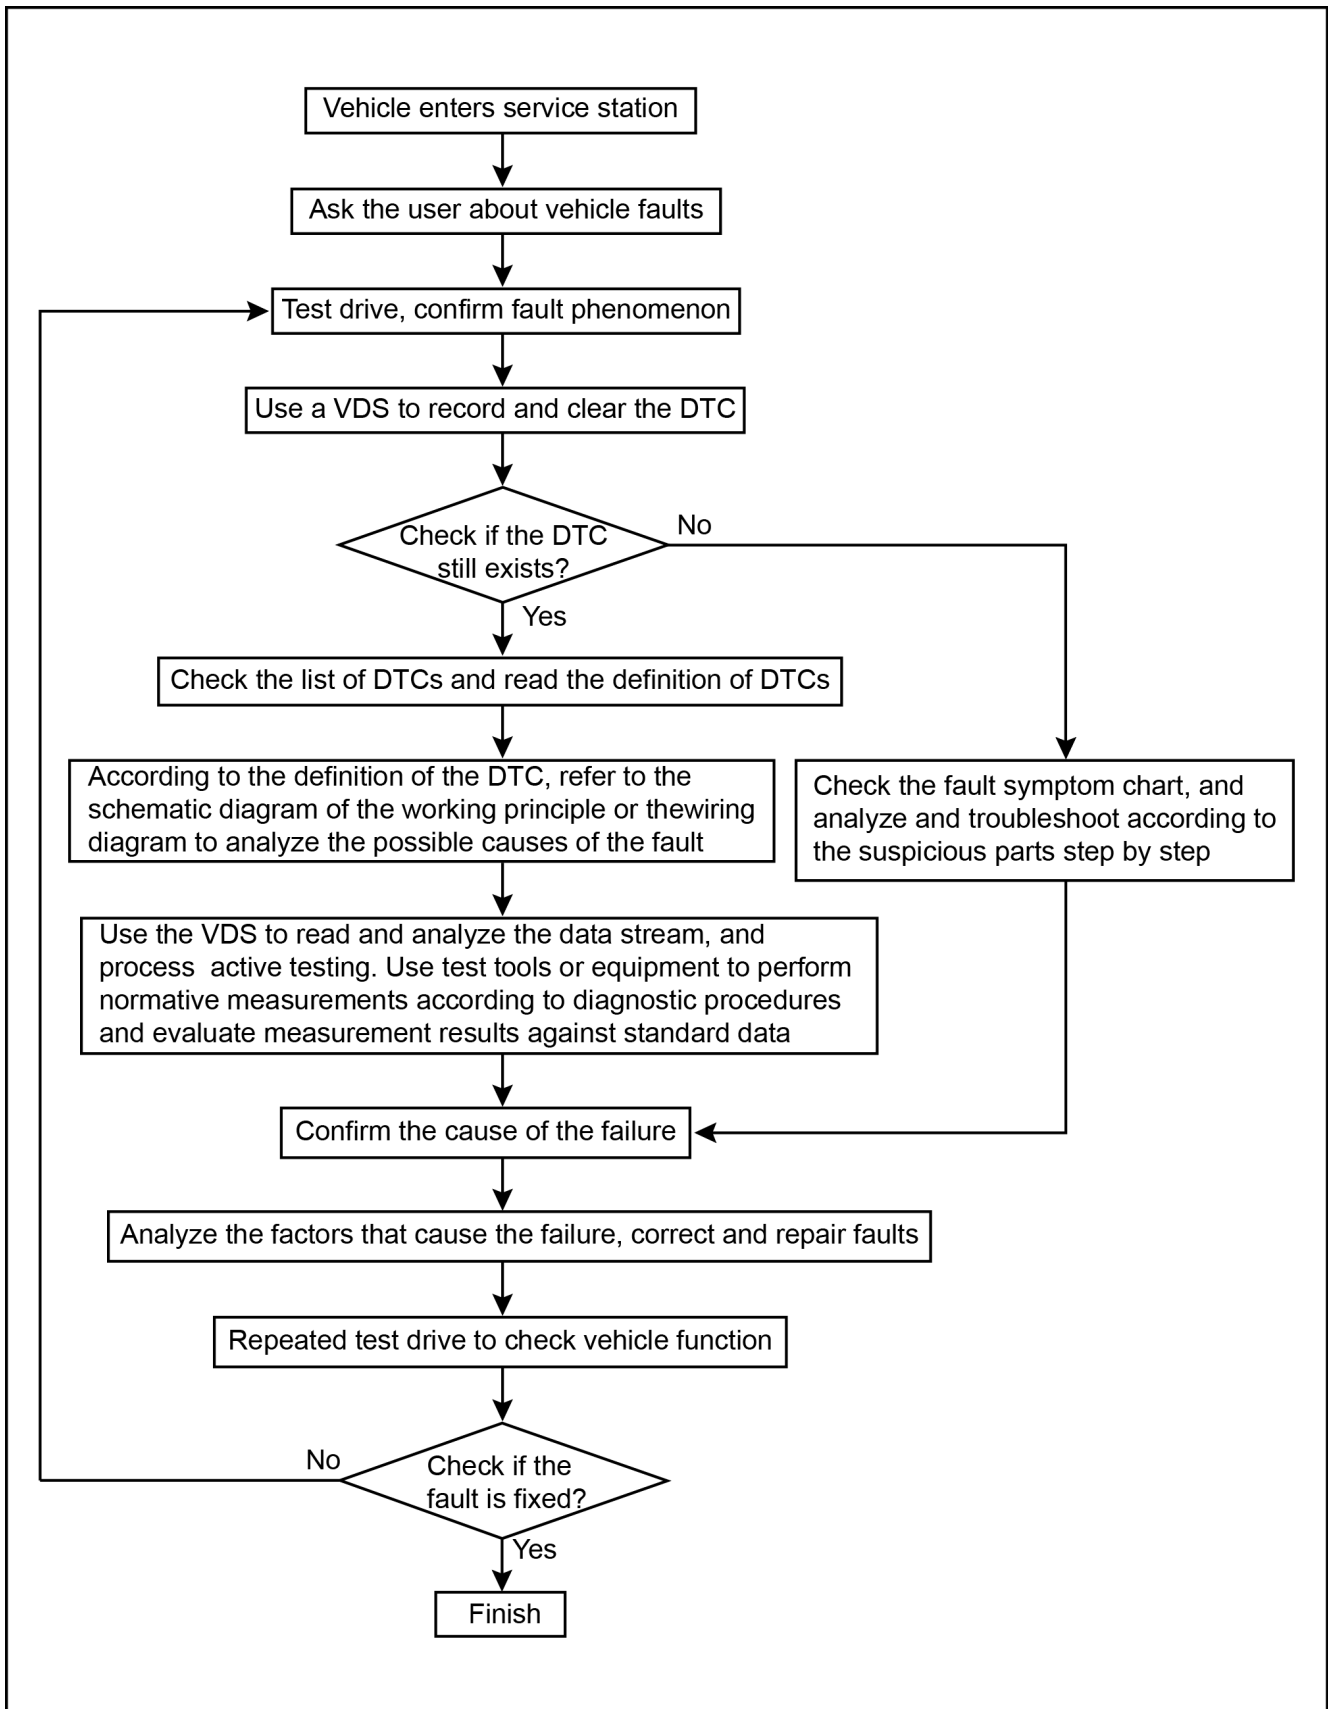 Vehicle enters service station
Ask the user about vehicle faults
Test drive, confirm fault phenomenon
Use a VDS to record and clear the DTC
Check if the DTC
still exists?
No
Yes
Check the list of DTCs and read the definition of DTCs
According to the definition of the DTC, refer to the
schematic diagram of the working principle or thewiring
diagram to analyze the possible causes of the fault
Check the fault symptom chart, and
analyze and troubleshoot according to
the suspicious parts step by step
Use the VDS to read and analyze the data stream, and
process  active testing. Use test tools or equipment to perform
normative measurements according to diagnostic procedures
and evaluate measurement results against standard data
Confirm the cause of the failure
Analyze the factors that cause the failure, correct and repair faults
Repeated test drive to check vehicle function
No
Check if the
fault is fixed?
Yes
Finish